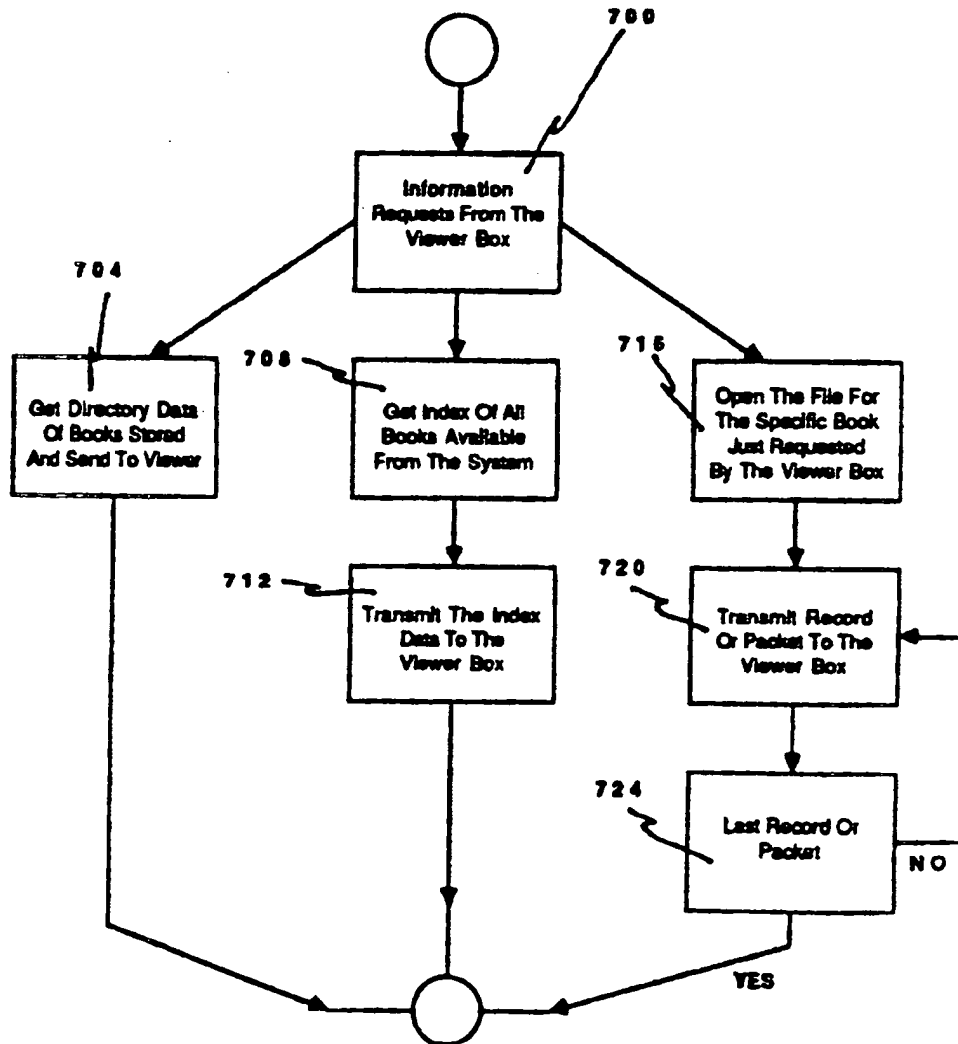 700
Information
Requests From The
Viewer Box
704
Get Directory Data
Of Books Stored
And Send To Viewer
708
Get Index Of All
Books Available
From The System
716
Open The File For
The Specific Book
Just Requested
By The Viewer Box
712
Transmit The Index
Data To The
Viewer Box
720
Transmit Record
Or Packet To The
Viewer Box
724
Last Record Or
Packet
NO
YES